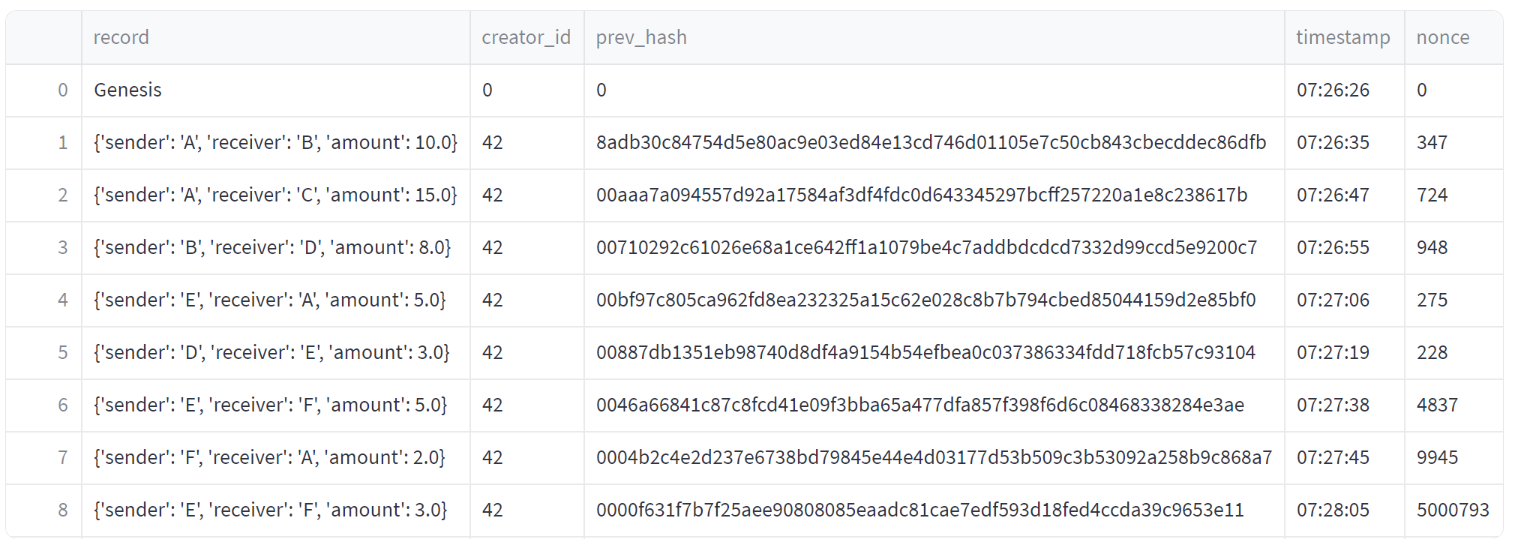 record creator_id prev_hash timestamp nonce
0 Genesis 0 0 07:26:26 0
1 {'sender': 'A', 'receiver': 'B', 'amount': 10.0} 42 8adb30c84754d5e80ac9e03ed84e13cd746d01105e7c50cb843cbecddec86dfb 07:26:35 347
2 {'sender': 'A', 'receiver': 'C', 'amount': 15.0} 42 00aaa7a094557d92a17584af3df4fdc0d643345297bcff257220a1e8c238617b 07:26:47 724
3 {'sender': 'B', 'receiver': 'D', 'amount': 8.0} 42 00710292c61026e68a1ce642ff1a1079be4c7addbdcdcd7332d99ccd5e9200c7 07:26:55 948
4 {'sender': 'E', 'receiver': 'A', 'amount': 5.0} 42 00bf97c805ca962fd8ea232325a15c62e028c8b7b794cbed85044159d2e85bf0 07:27:06 275
5 {'sender': 'D', 'receiver': 'E', 'amount': 3.0} 42 00887db1351eb98740d8df4a9154b54efbea0c037386334fdd718fcb57c93104 07:27:19 228
6 {'sender': 'E', 'receiver': 'F', 'amount': 5.0} 42 0046a66841c87c8fcd41e09f3bba65a477dfa857f398f6d6c08468338284e3ae 07:27:38 4837
7 {'sender': 'F', 'receiver': 'A', 'amount': 2.0} 42 0004b2c4e2d237e6738bd79845e44e4d03177d53b509c3b53092a258b9c868a7 07:27:45 9945
8 {'sender': 'E', 'receiver': 'F', 'amount': 3.0} 42 0000f631f7b7f25aee90808085eaadc81cae7edf593d18fed4ccda39c9653e11 07:28:05 5000793